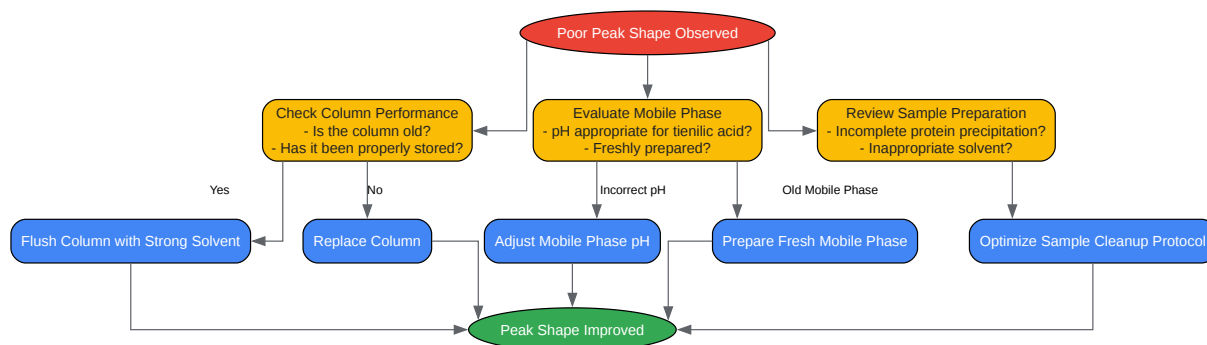 Poor Peak Shape Observed
Check Column Performance
- Is the column old?
- Has it been properly stored?
Evaluate Mobile Phase
- pH appropriate for tienilic acid?
- Freshly prepared?
Review Sample Preparation
- Incomplete protein precipitation?
- Inappropriate solvent?
Yes
No
Incorrect pH
Old Mobile Phase
Flush Column with Strong Solvent
Replace Column
Adjust Mobile Phase pH
Prepare Fresh Mobile Phase
Optimize Sample Cleanup Protocol
Peak Shape Improved